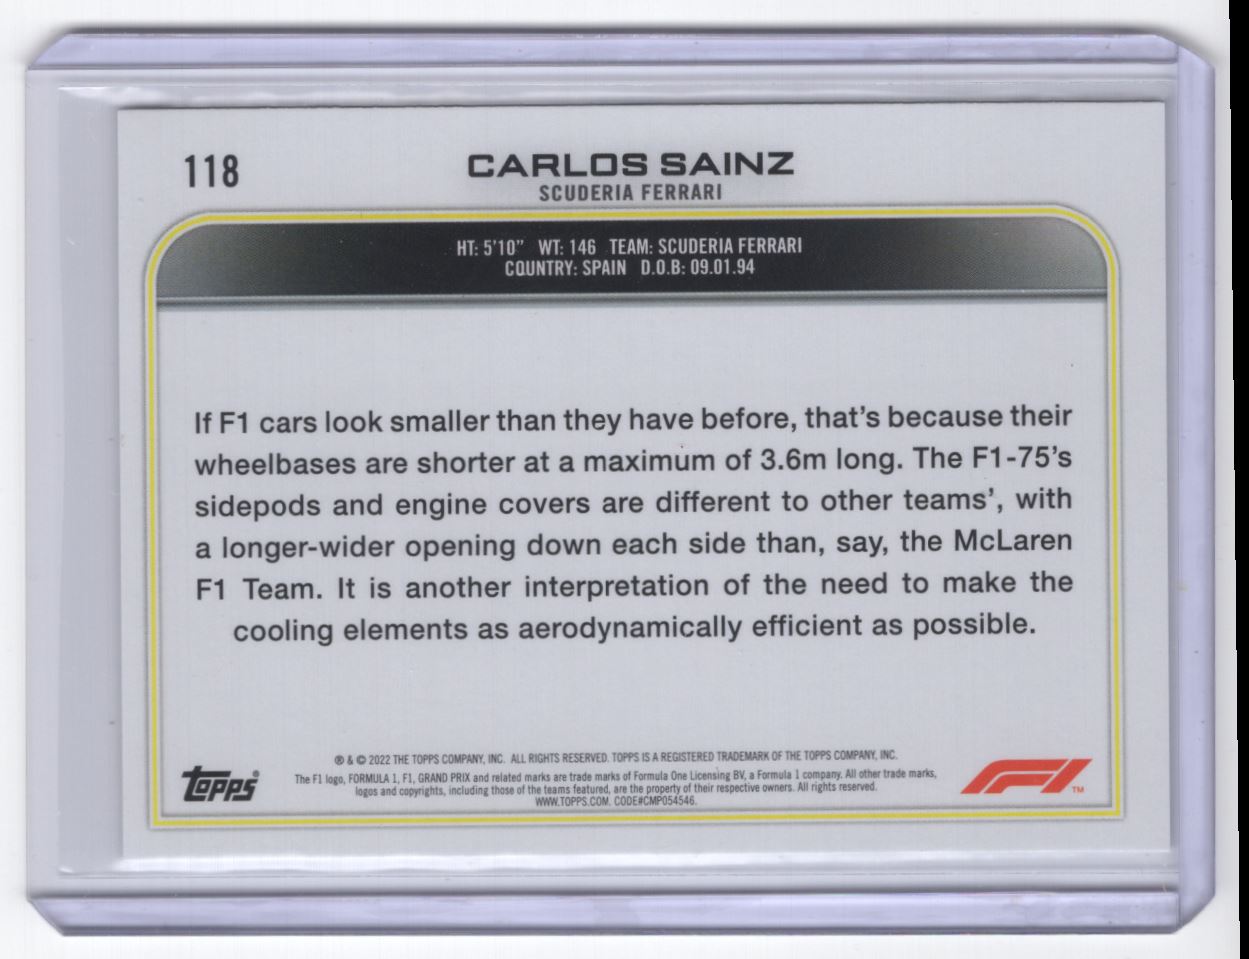 118
CARLOS SAINZ
SCUDERIA FERRARI
HT: 5'10" WT: 146 TEAM: SCUDERIA FERRARI
COUNTRY: SPAIN D.O.B: 09.01.94
If F1 cars look smaller than they have before, that's because their
wheelbases are shorter at a maximum of 3.6m long. The F1-75's
sidepods and engine covers are different to other teams', with
a longer-wider opening down each side than, say, the McLaren
F1 Team. It is another interpretation of the need to make the
cooling elements as aerodynamically efficient as possible.
® & © 2022 THE TOPPS COMPANY, INC. ALL RIGHTS RESERVED. TOPPS IS A REGISTERED TRADEMARK OF THE TOPPS COMPANY, INC.
The F1 logo, FORMULA 1, F1, GRAND PRIX and related marks are trade marks of Formula One Licensing BV, a Formula 1 company. All other trade marks,
logos and copyrights, including those of the teams featured, are the property of their respective owners. All rights reserved.
WWW.TOPPS.COM. CODE#CMP054546.
topps®
F1™